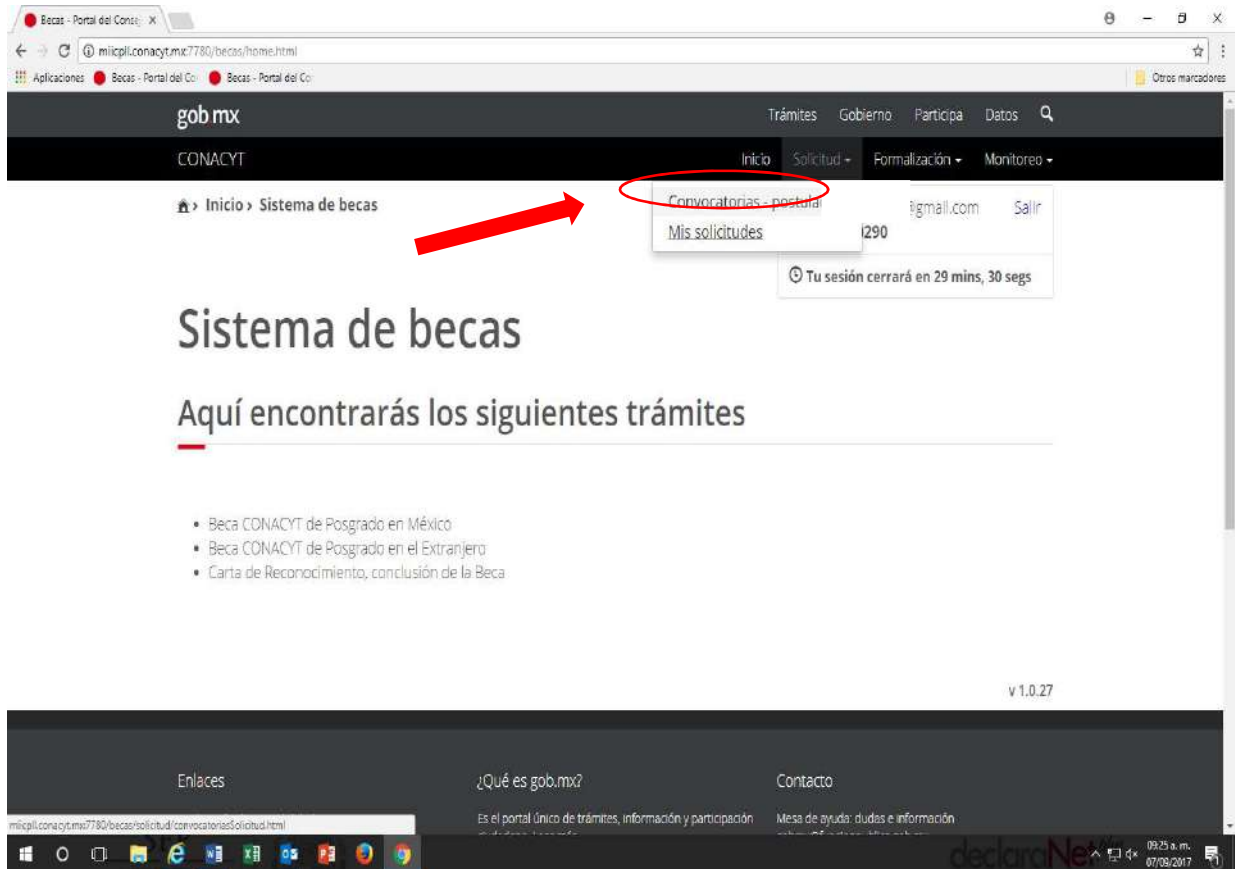 Becas - Portal del Conse
miicpll.conacyt.mx:7780/becas/home.html
Aplicaciones Becas - Portal del Co Becas - Portal del Co Otros marcadores
gob.mx Trámites Gobierno Participa Datos
CONACYT Inicio Solicitud Formalización Monitoreo
Inicio Sistema de becas
Convocatorias - postula
Mis solicitudes
@gmail.com Salir
290
Tu sesión cerrará en 29 mins, 30 segs
Sistema de becas
Aquí encontrarás los siguientes trámites
Beca CONACYT de Posgrado en México
Beca CONACYT de Posgrado en el Extranjero
Carta de Reconocimiento, conclusión de la Beca
v 1.0.27
Enlaces ¿Qué es gob.mx? Contacto
Es el portal único de trámites, información y participación Mesa de ayuda: dudas e información
miicpll.conacyt.mx:7780/becas/solicitud/convocatoriasSolicitud.html
declaraNet
09:25 a. m.
07/09/2017